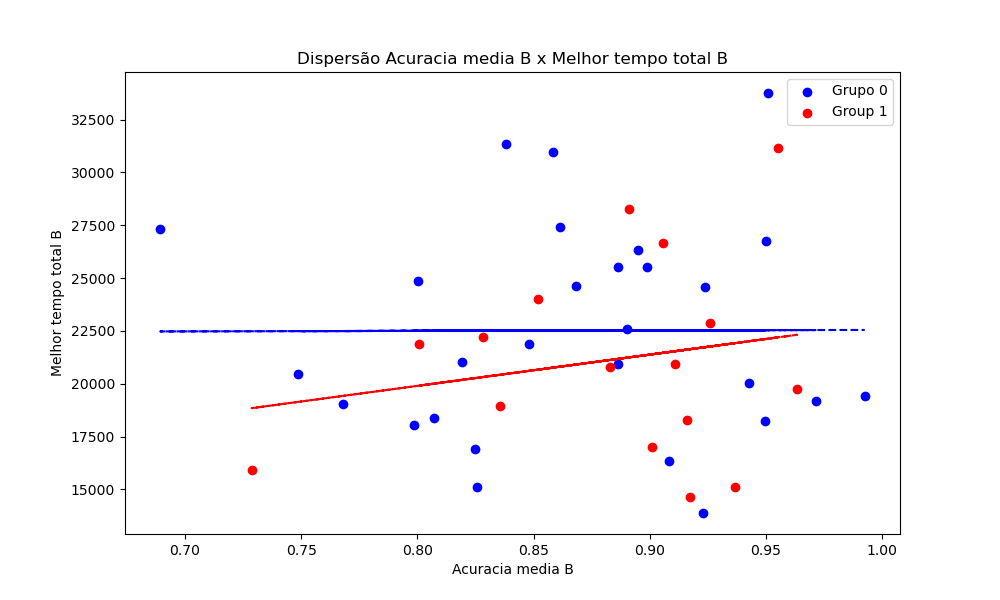 Dispersão Acuracia media B x Melhor tempo total B
Grupo 0
Group 1
Melhor tempo total B
32500
30000
27500
25000
22500
20000
17500
15000
0.70 0.75 0.80 0.85 0.90 0.95 1.00
Acuracia media B